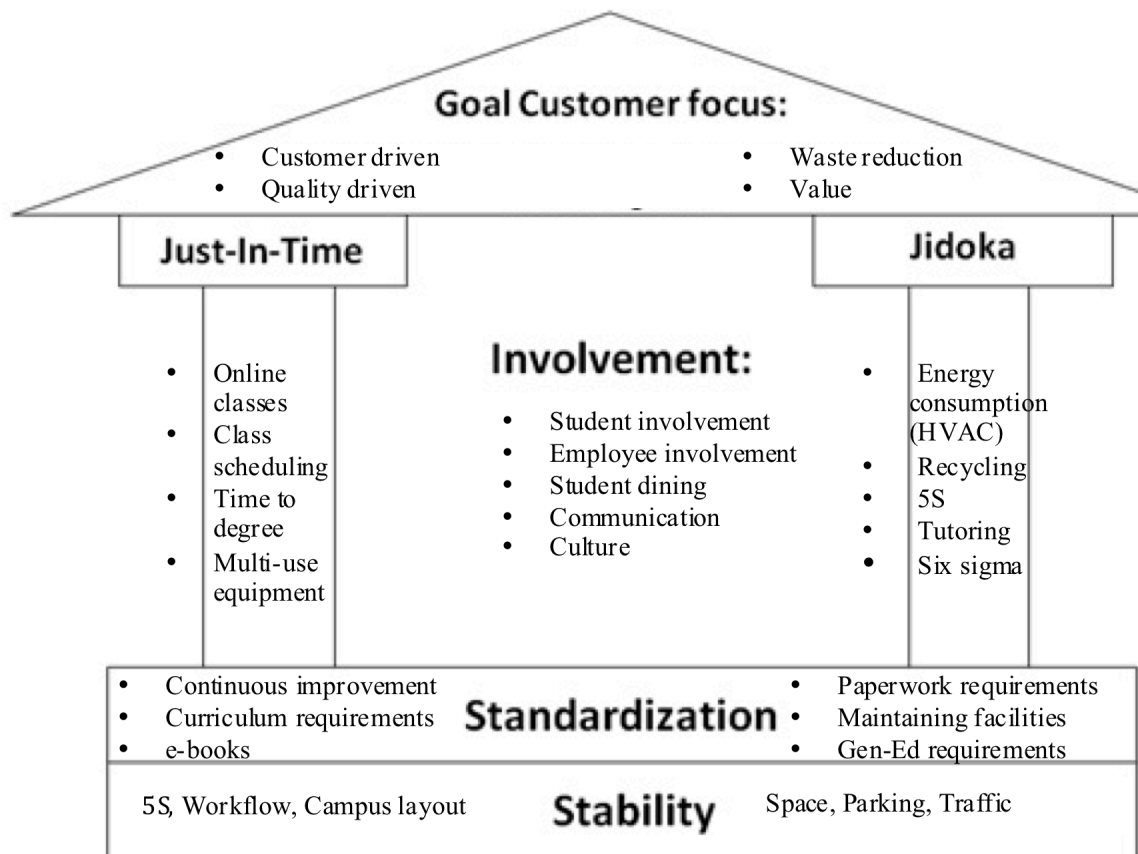 Goal Customer focus:
• Customer driven
• Quality driven
• Waste reduction
• Value
Just-In-Time
Jidoka
• Online
classes
• Class
scheduling
• Time to
degree
• Multi-use
equipment
Involvement:
• Student involvement
• Employee involvement
• Student dining
• Communication
• Culture
• Energy
consumption
(HVAC)
• Recycling
• 5S
• Tutoring
• Six sigma
• Continuous improvement
• Curriculum requirements
• e-books
Standardization
• Paperwork requirements
• Maintaining facilities
• Gen-Ed requirements
5S, Workflow, Campus layout
Stability
Space, Parking, Traffic